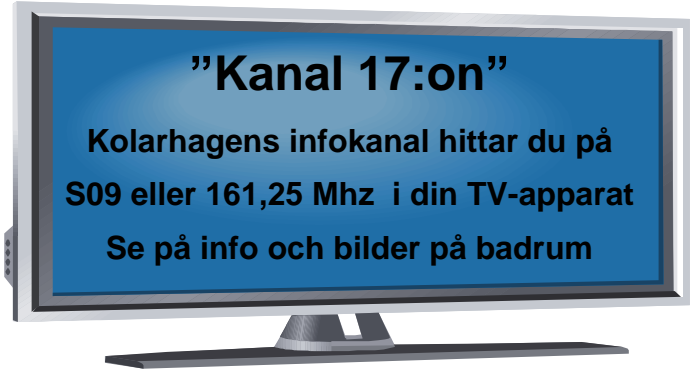 ”Kanal 17:on”
Kolarhagens infokanal hittar du på
S09 eller 161,25 Mhz i din TV-apparat
Se på info och bilder på badrum